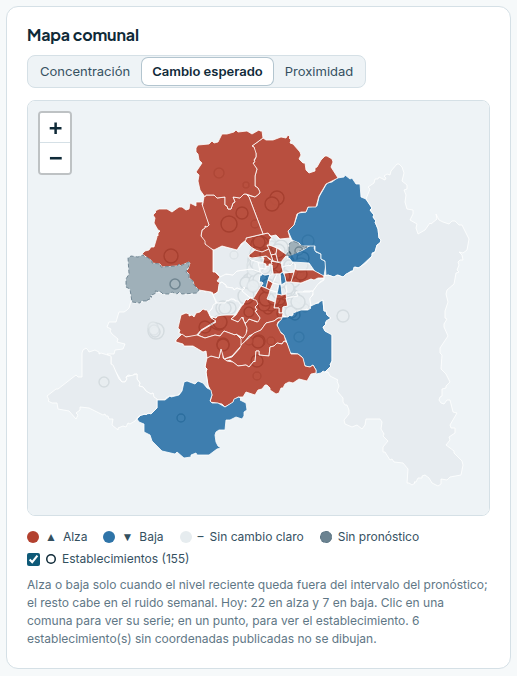 Mapa comunal
Concentración Cambio esperado Proximidad
+
−
▲ Alza ▼ Baja – Sin cambio claro Sin pronóstico
Establecimientos (155)
Alza o baja solo cuando el nivel reciente queda fuera del intervalo del pronóstico;
el resto cabe en el ruido semanal. Hoy: 22 en alza y 7 en baja. Clic en una
comuna para ver su serie; en un punto, para ver el establecimiento. 6
establecimiento(s) sin coordenadas publicadas no se dibujan.